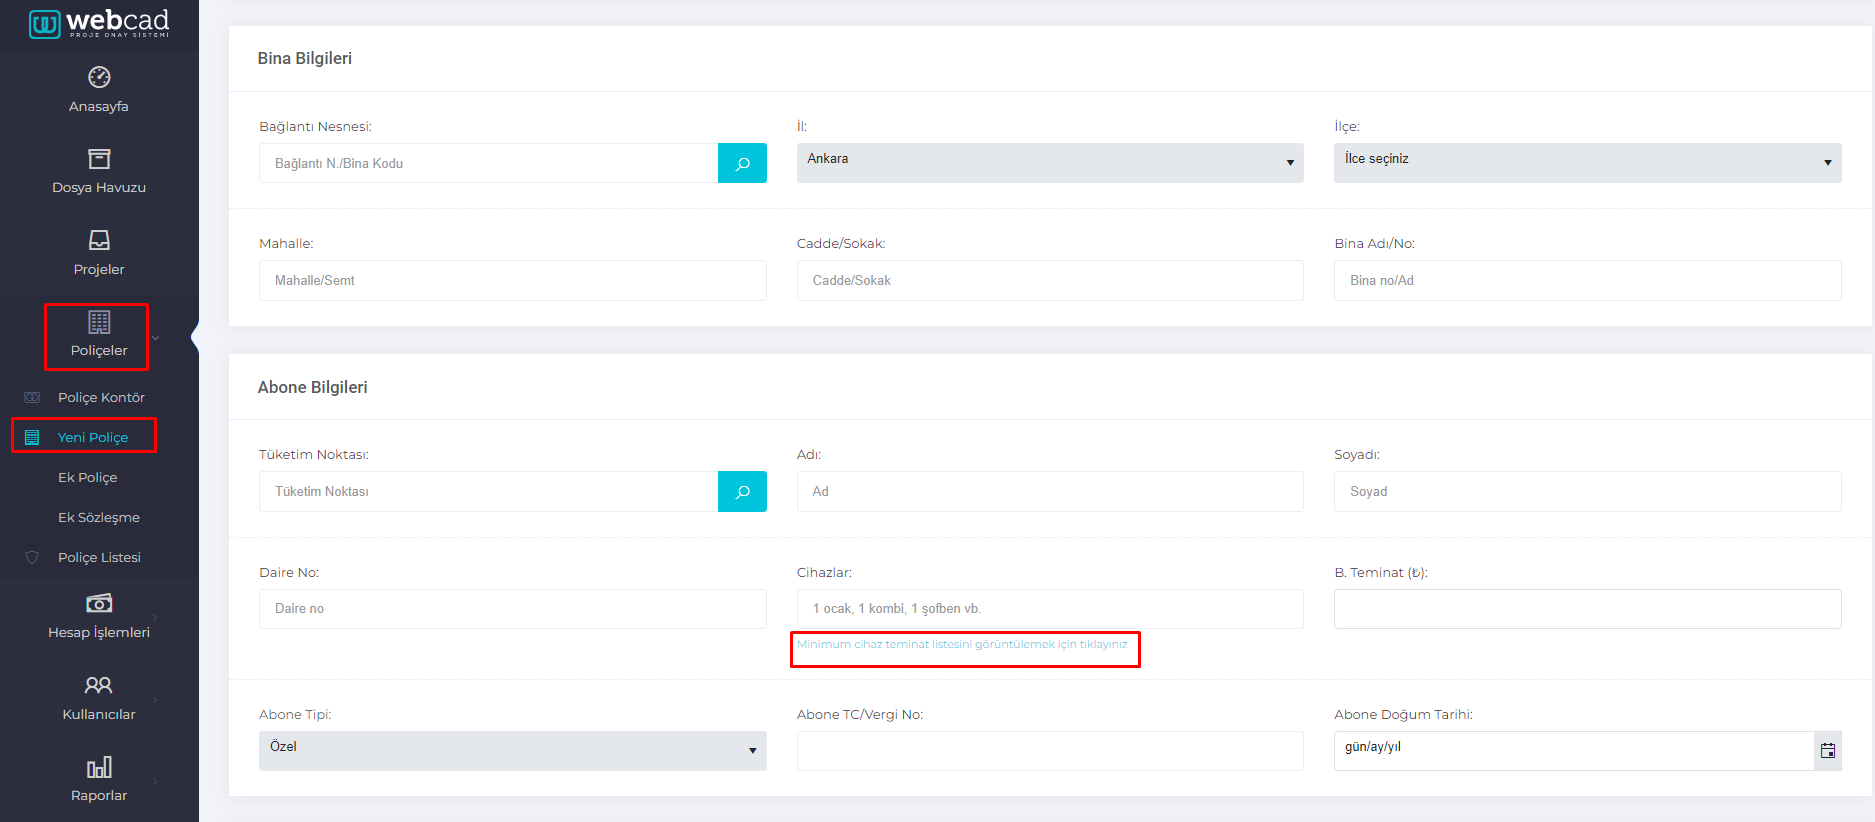 webcad
PROJE ONAY SİSTEMİ
Anasayfa
Dosya Havuzu
Projeler
Poliçeler
Poliçe Kontör
Yeni Poliçe
Ek Poliçe
Ek Sözleşme
Poliçe Listesi
Hesap İşlemleri
Kullanıcılar
Raporlar
Bina Bilgileri
Bağlantı Nesnesi: İl: İlçe:
Bağlantı N./Bina Kodu Ankara İlce seçiniz
Mahalle: Cadde/Sokak: Bina Adı/No:
Mahalle/Semt Cadde/Sokak Bina no/Ad
Abone Bilgileri
Tüketim Noktası: Adı: Soyadı:
Tüketim Noktası Ad Soyad
Daire No: Cihazlar: B. Teminat (₺):
Daire no 1 ocak, 1 kombi, 1 şofben vb.
Minimum cihaz teminat listesini görüntülemek için tıklayınız
Abone Tipi: Abone TC/Vergi No: Abone Doğum Tarihi:
Özel gün/ay/yıl